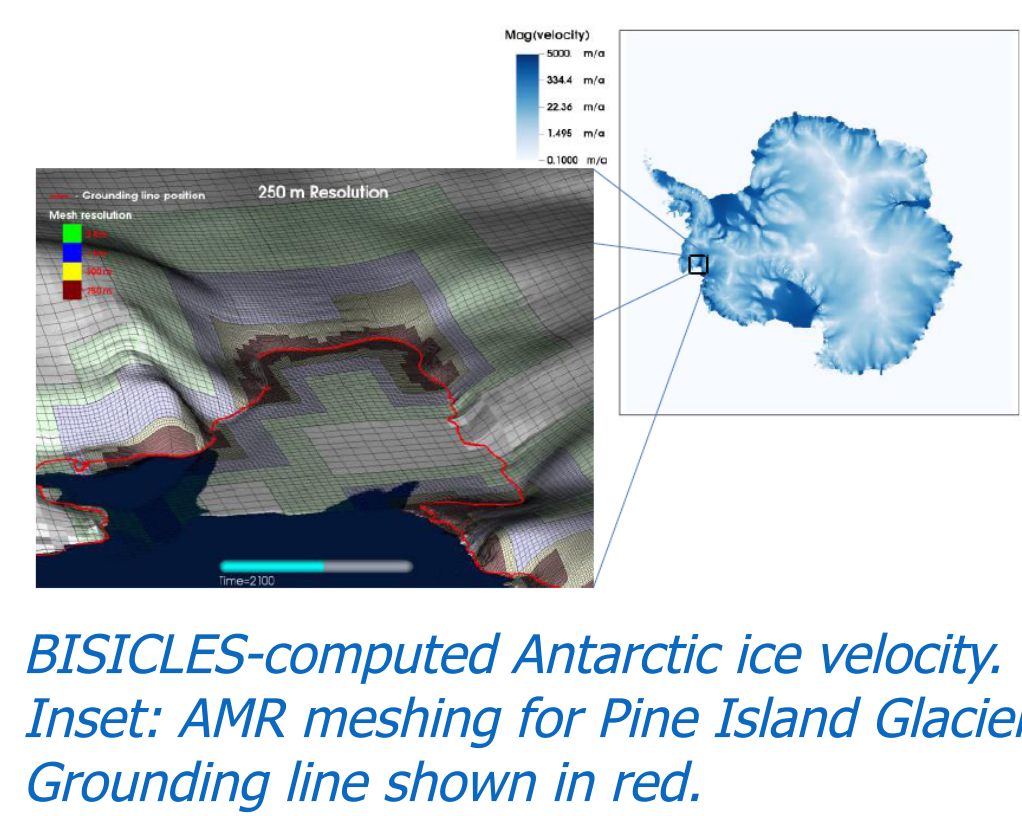 Mag(velocity)
5000. m/a
334.4 m/a
22.36 m/a
1.495 m/a
0.1000 m/a
Grounding line position
250 m Resolution
Mesh resolution
Time=2100
BISICLES-computed Antarctic ice velocity.
Inset: AMR meshing for Pine Island Glacier
Grounding line shown in red.